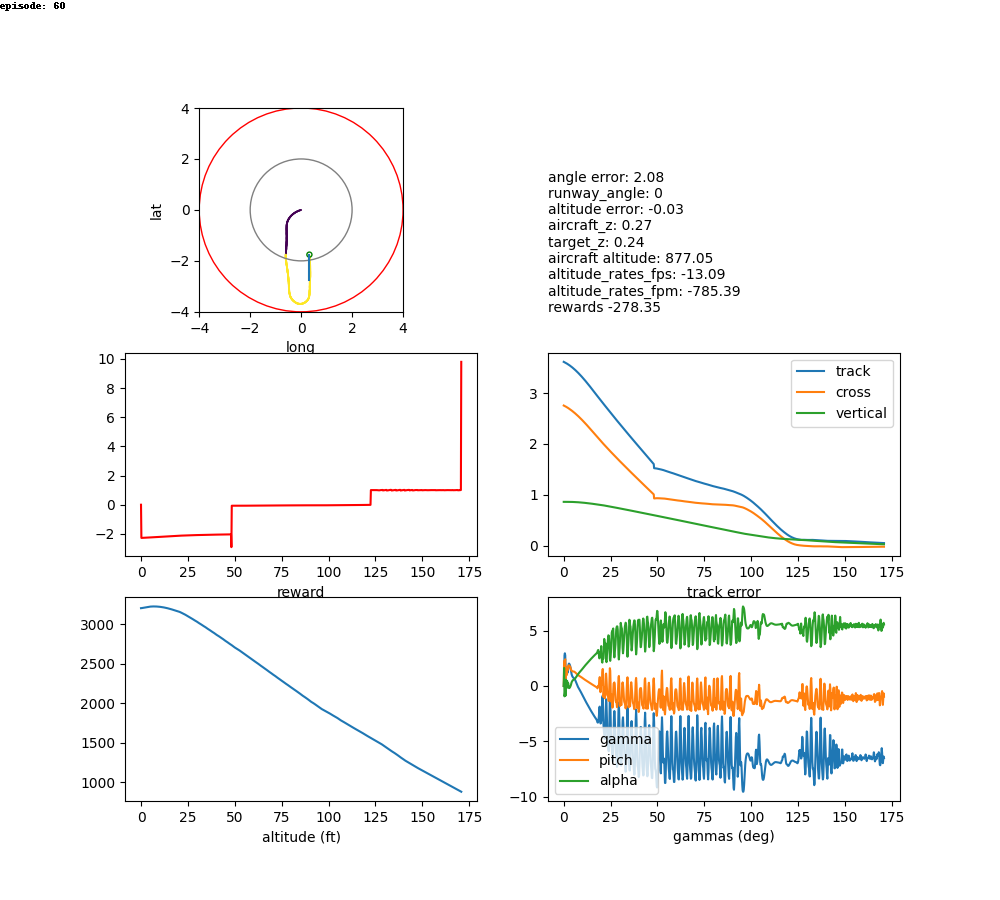 episode: 60
4
2
0
−2
−4
lat
−4
−2
0
2
4
long
angle error: 2.08
runway_angle: 0
altitude error: -0.03
aircraft_z: 0.27
target_z: 0.24
aircraft altitude: 877.05
altitude_rates_fps: -13.09
altitude_rates_fpm: -785.39
rewards -278.35
10
8
6
4
2
0
−2
0
25
50
75
100
125
150
175
reward
3
2
1
0
track
cross
vertical
0
25
50
75
100
125
150
175
track error
3000
2500
2000
1500
1000
0
25
50
75
100
125
150
175
altitude (ft)
5
0
−5
−10
gamma
pitch
alpha
0
25
50
75
100
125
150
175
gammas (deg)